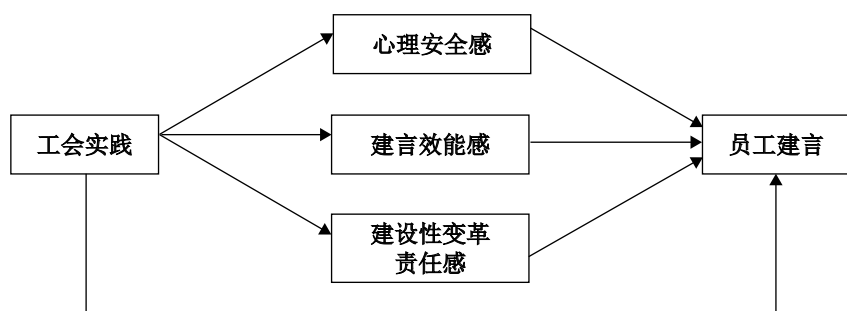 心理安全感
工会实践
建言效能感
员工建言
建设性变革
责任感